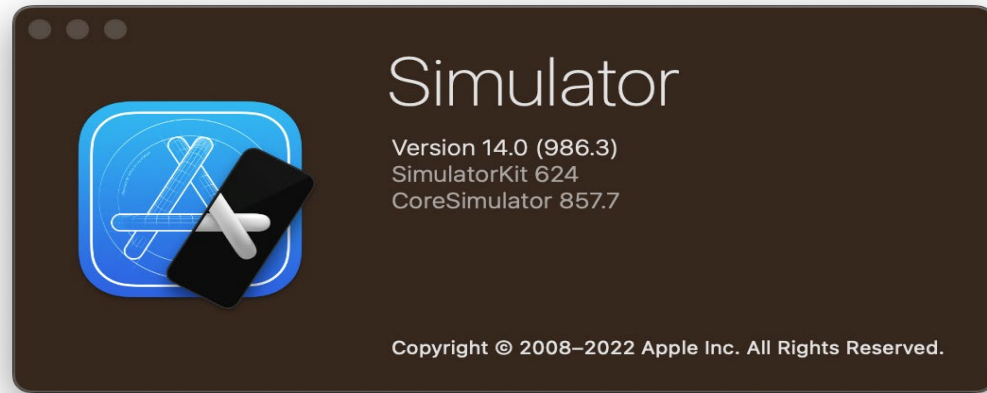 Simulator
Version 14.0 (986.3)
SimulatorKit 624
CoreSimulator 857.7
Copyright © 2008–2022 Apple Inc. All Rights Reserved.